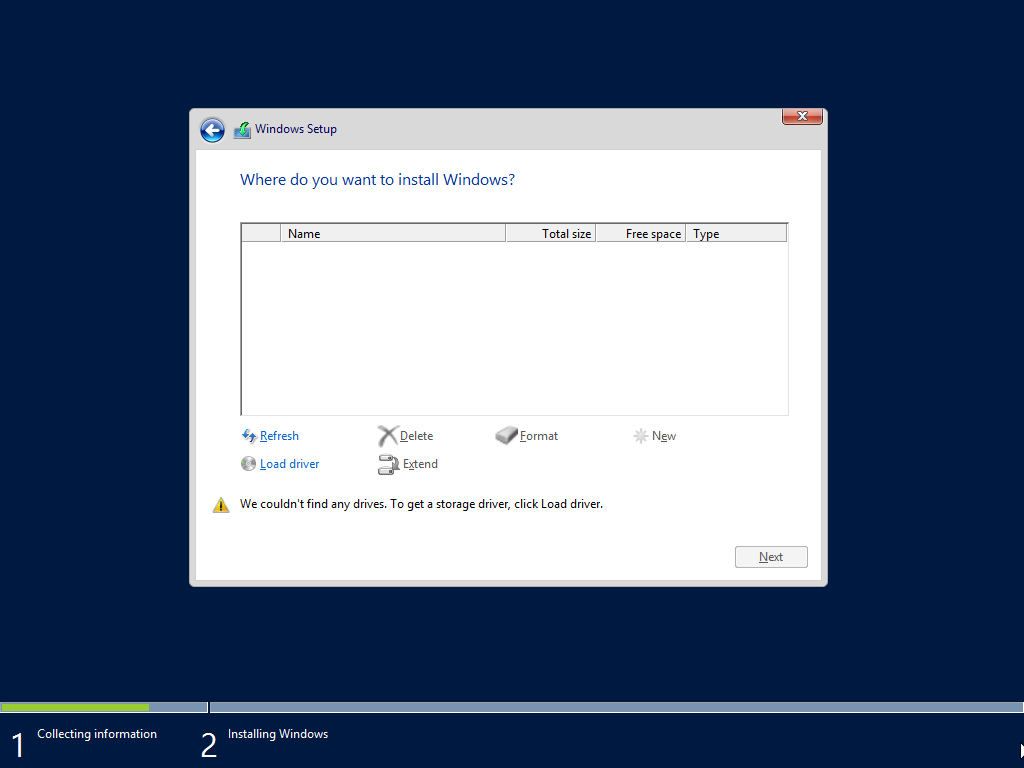 Windows Setup
Where do you want to install Windows?
Name Total size Free space Type
Refresh Delete Format New
Load driver Extend
We couldn't find any drives. To get a storage driver, click Load driver.
Next
1 Collecting information 2 Installing Windows